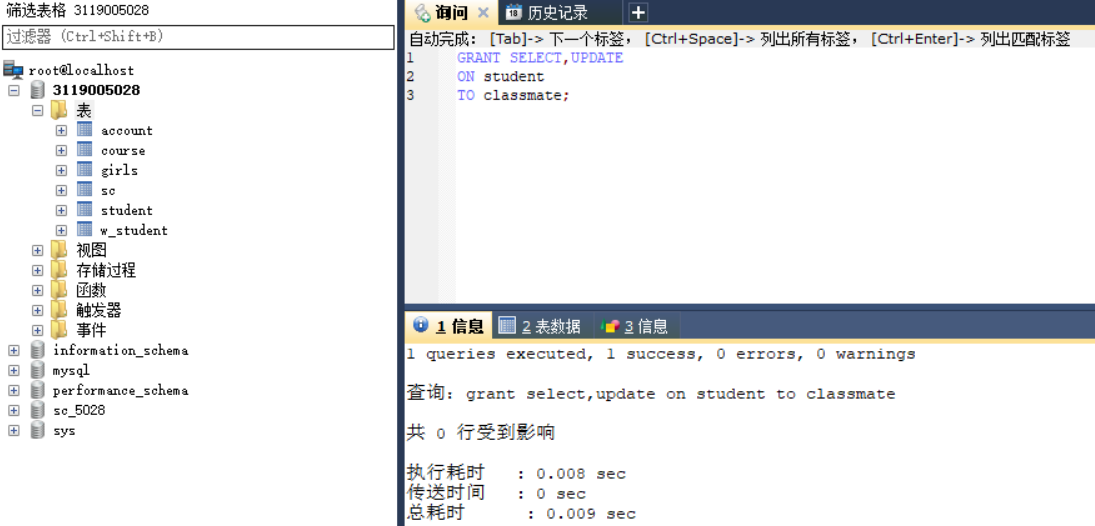 筛选表格 3119005028
过滤器 (Ctrl+Shift+B)
root@localhost
3119005028
表
account
course
girls
sc
student
w_student
视图
存储过程
函数
触发器
事件
information_schema
mysql
performance_schema
sc_5028
sys
询问
18 历史记录
自动完成: [Tab]-> 下一个标签, [Ctrl+Space]-> 列出所有标签, [Ctrl+Enter]-> 列出匹配标签
1 GRANT SELECT,UPDATE
2 ON student
3 TO classmate;
1 信息 2 表数据 3 信息
1 queries executed, 1 success, 0 errors, 0 warnings
查询: grant select,update on student to classmate
共 0 行受到影响
执行耗时 : 0.008 sec
传送时间 : 0 sec
总耗时 : 0.009 sec